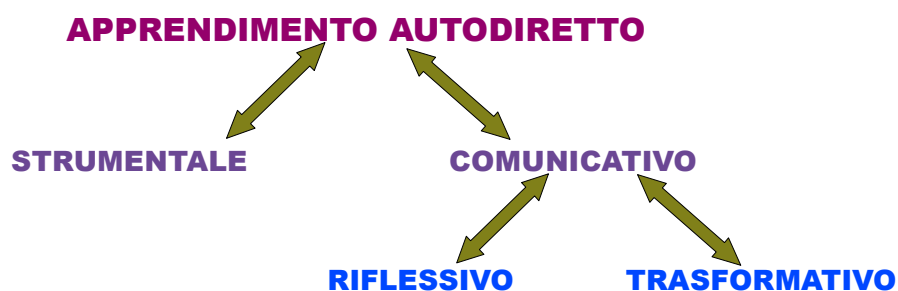 APPRENDIMENTO AUTODIRETTO
STRUMENTALE COMUNICATIVO
RIFLESSIVO TRASFORMATIVO